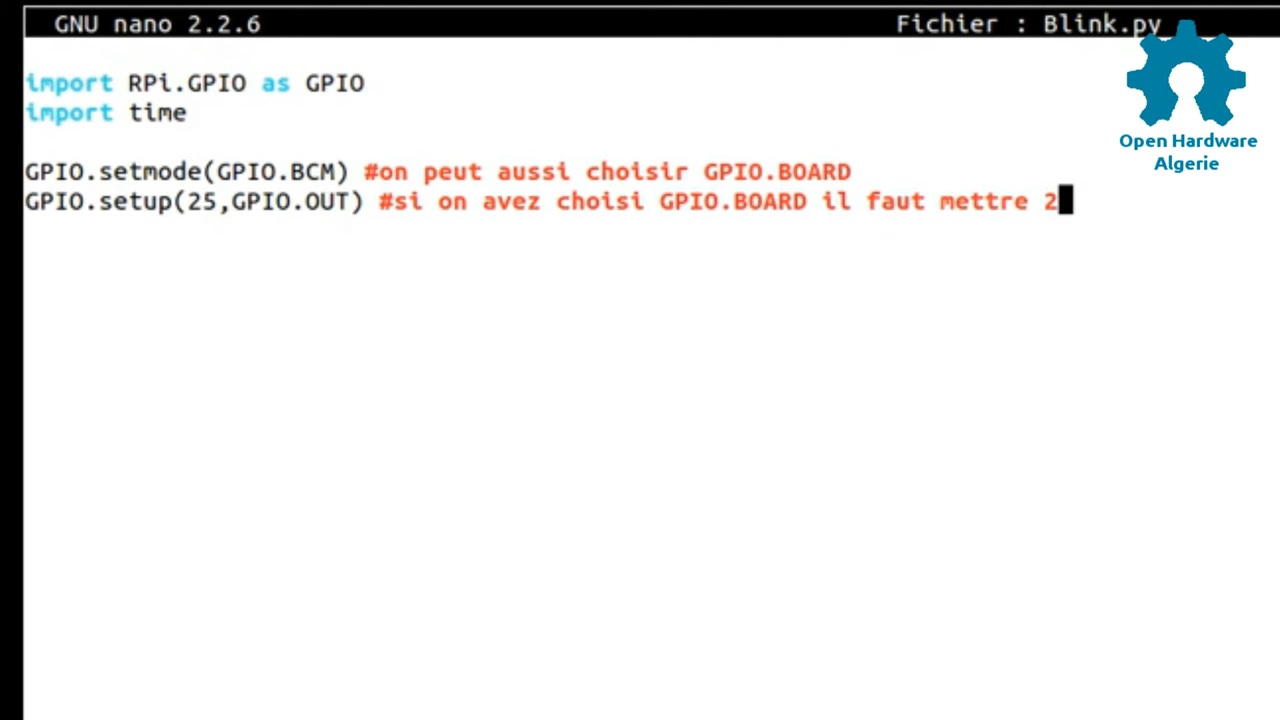 GNU nano 2.2.6 Fichier : Blink.py
import RPi.GPIO as GPIO
import time
GPIO.setmode(GPIO.BCM) #on peut aussi choisir GPIO.BOARD
GPIO.setup(25,GPIO.OUT) #si on avez choisi GPIO.BOARD il faut mettre 2
Open Hardware
Algerie